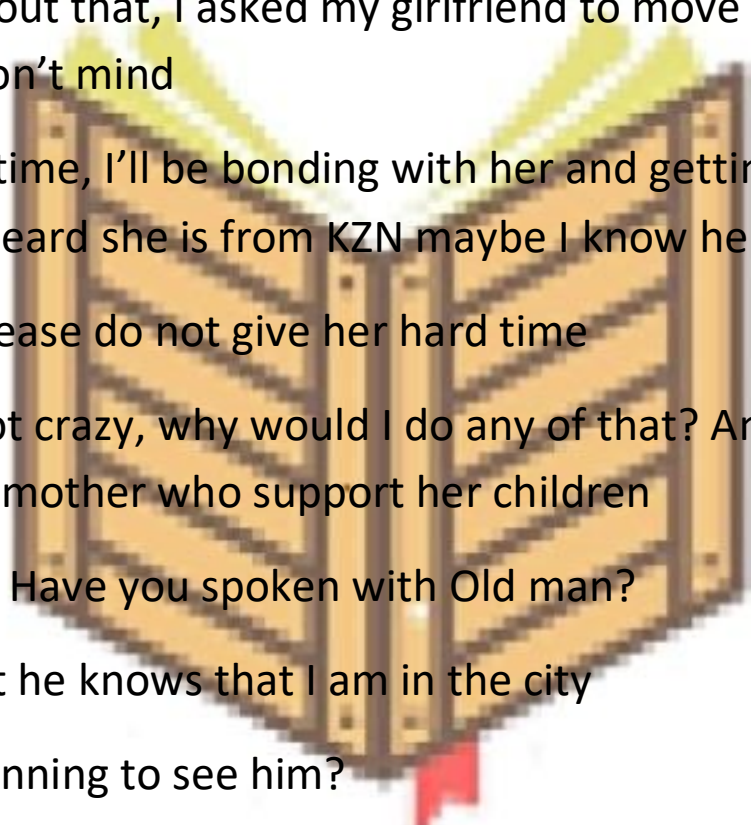 out that, I asked my girlfriend to move
on't mind
time, I'll be bonding with her and gettin
eard she is from KZN maybe I know he
ease do not give her hard time
ot crazy, why would I do any of that? Ar
mother who support her children
Have you spoken with Old man?
t he knows that I am in the city
nning to see him?